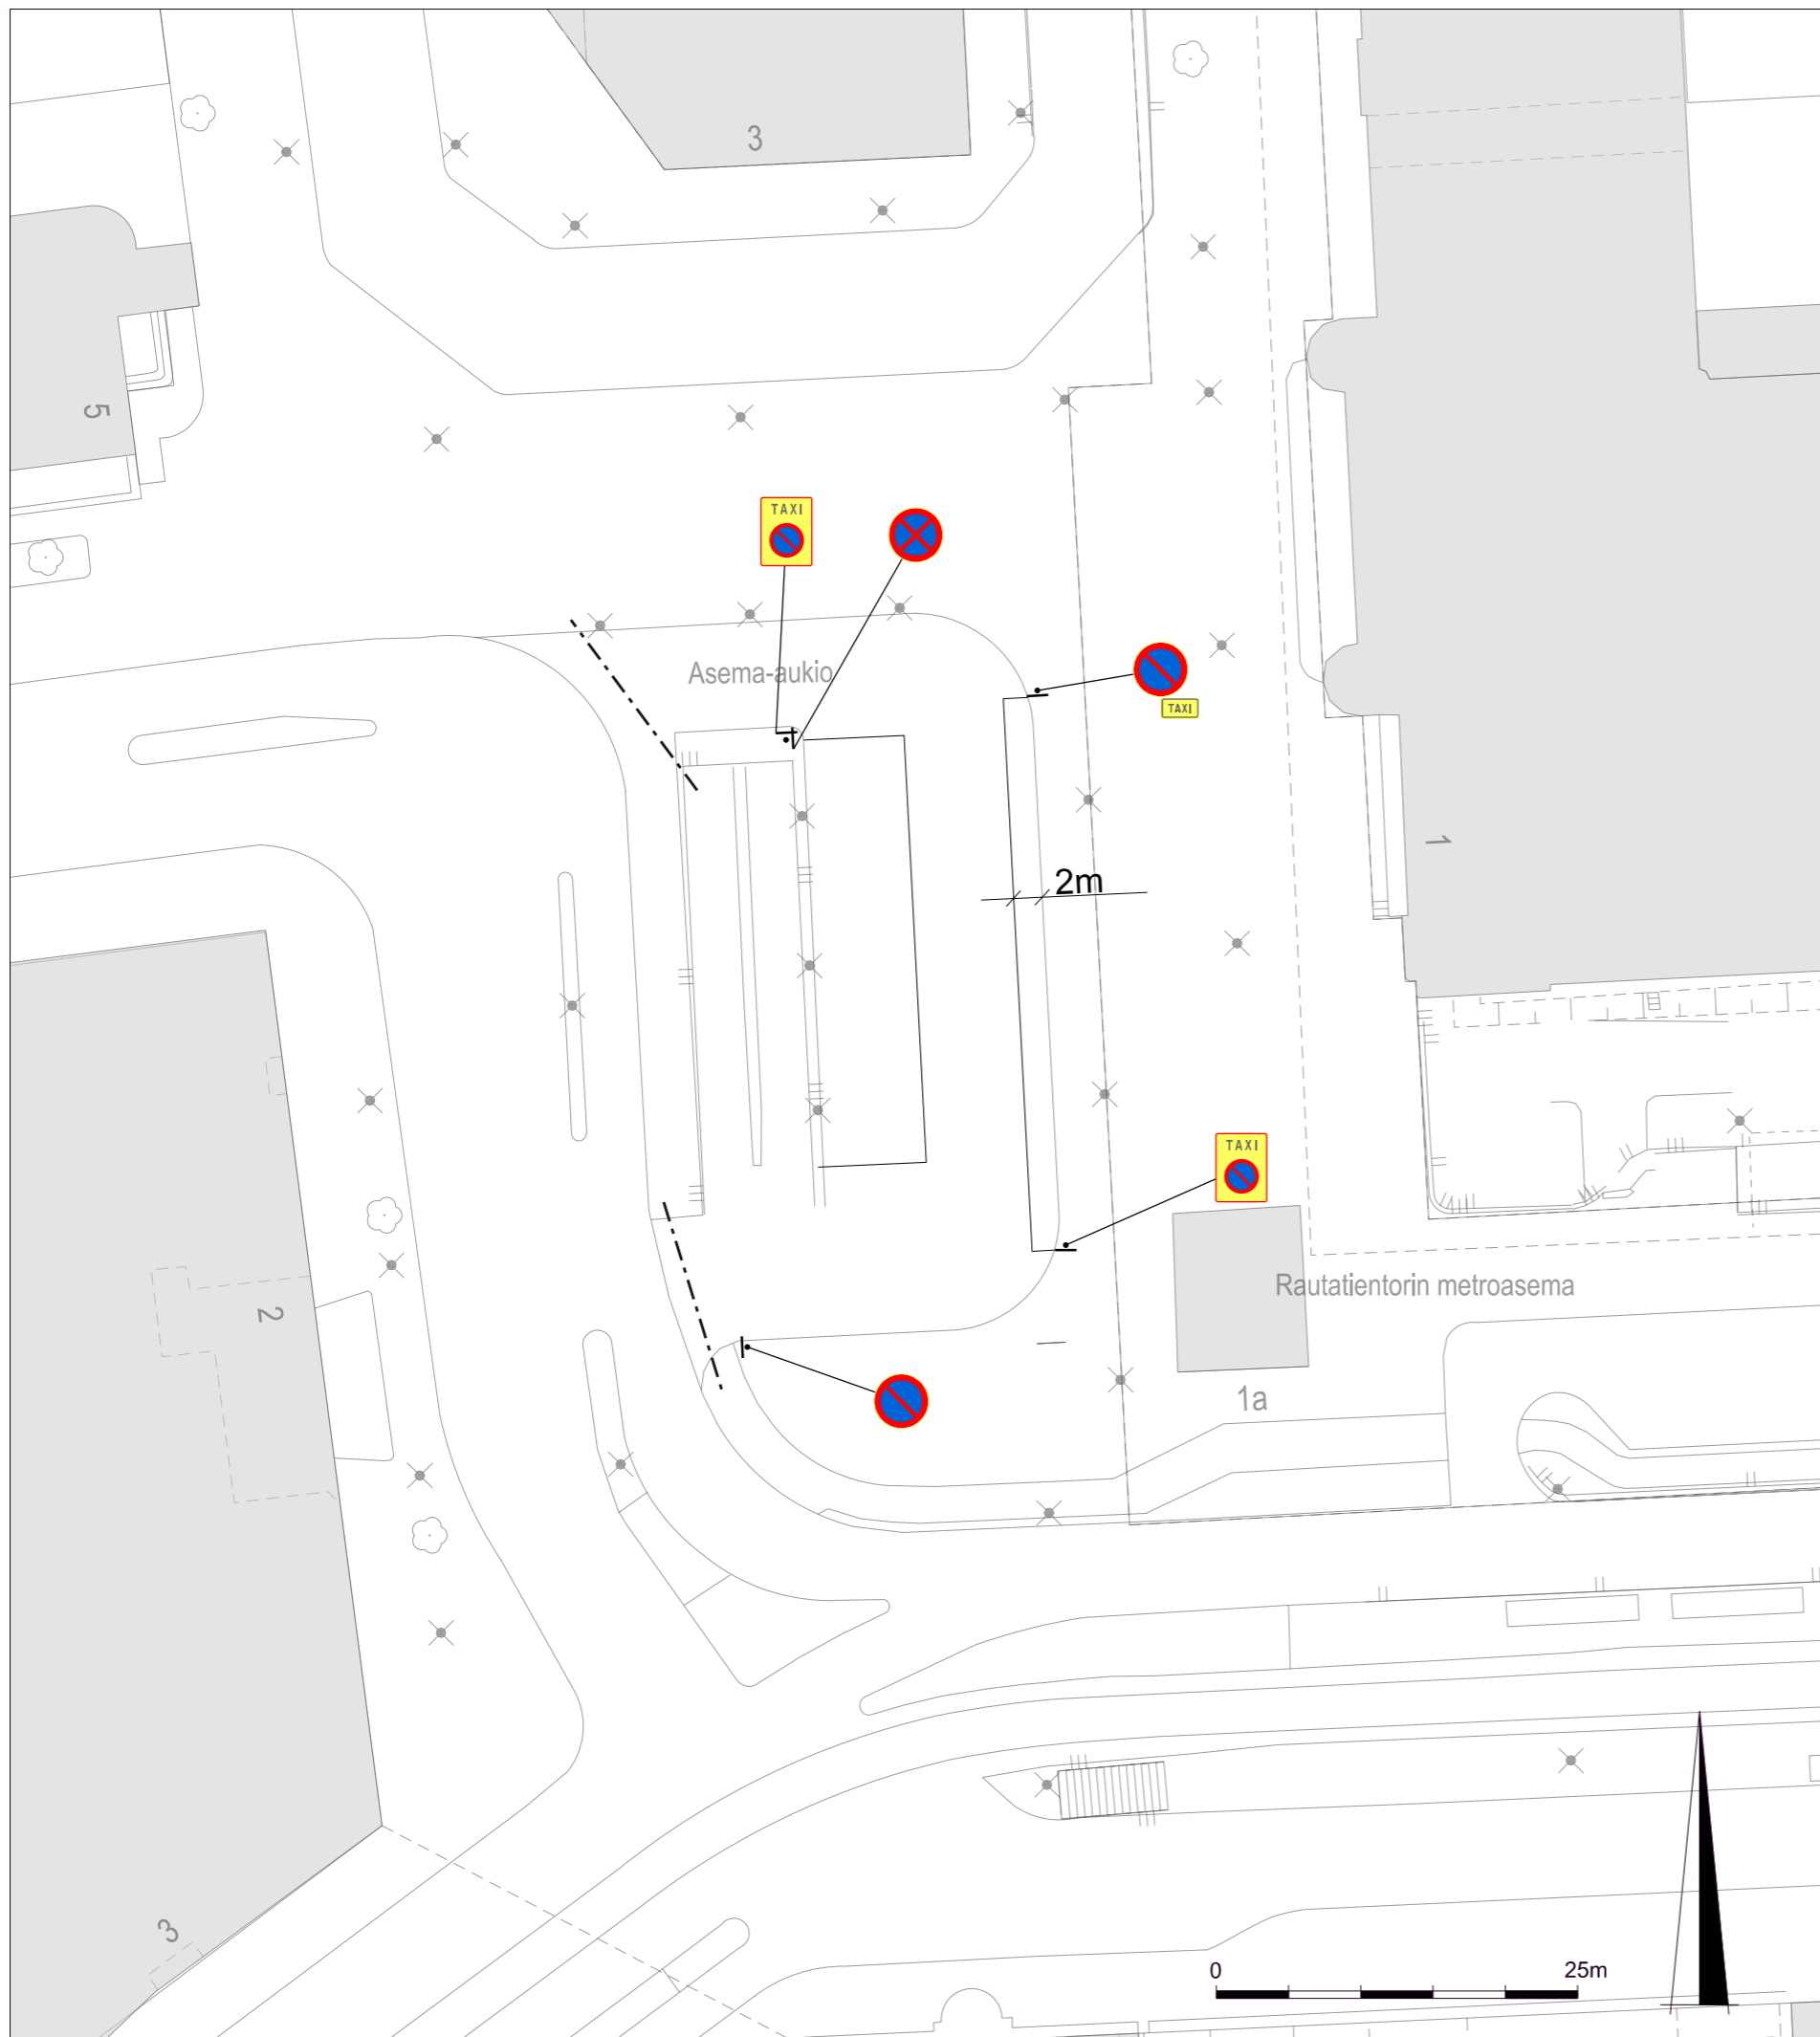 3
5
TAXI
Asema-aukio
TAXI
1
2m
TAXI
Rautatientorin metroasema
2
1a
3
0
25m